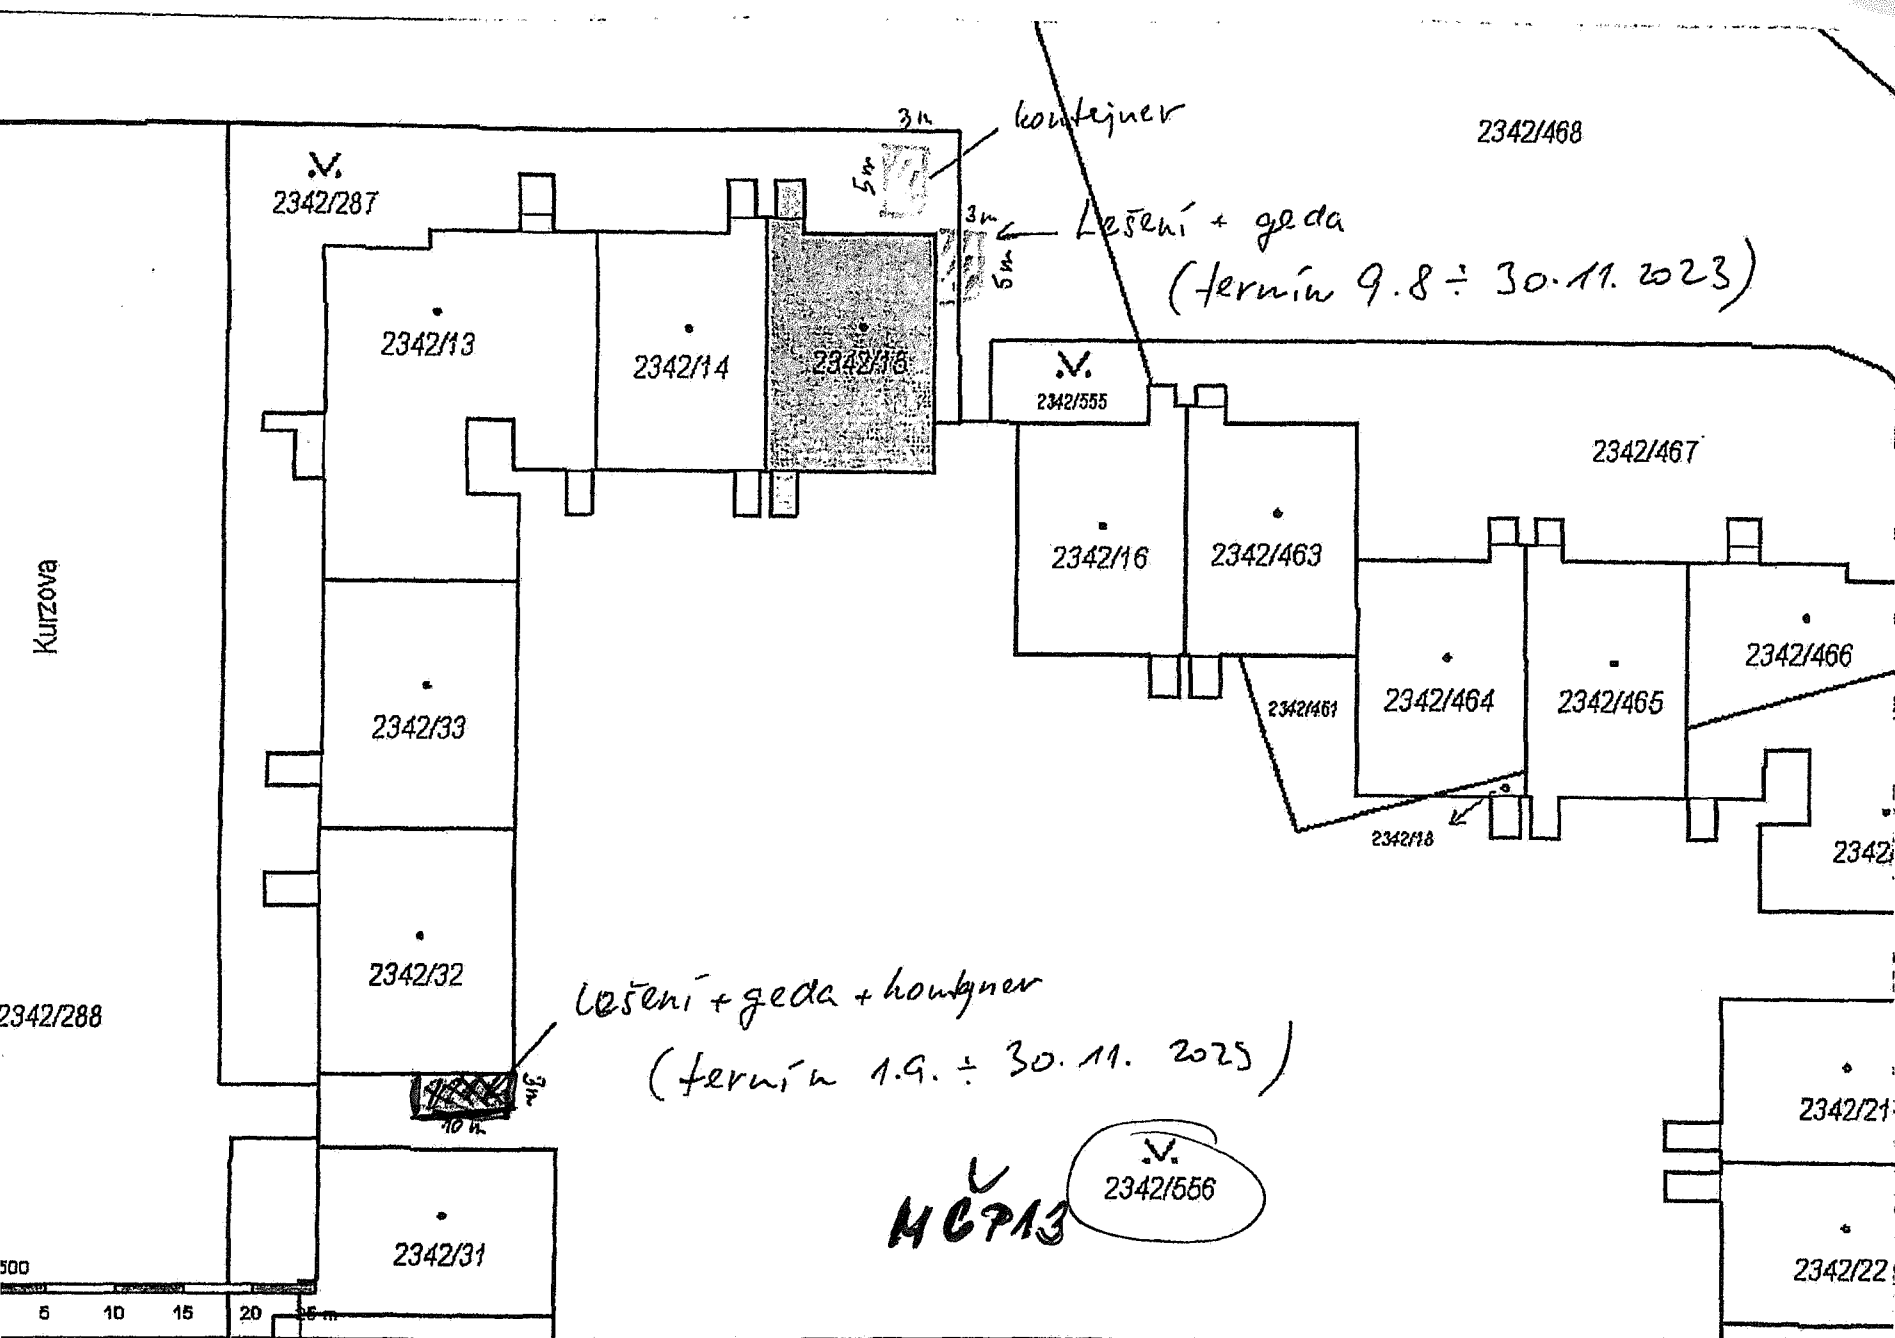 3m
kontejner
2342/468
.V.
2342/287
5m
3m
Lešení + geda
5m
(termín 9.8 ÷ 30.11. 2023)
2342/13
2342/14
2342/15
.V.
2342/555
2342/467
2342/16
2342/463
Kurzova
2342/466
2342/464
2342/465
2342/461
2342/33
2342/18
2342/
2342/32
Lešení + geda + kontejner
2342/288
(termín 1.9. ÷ 30.11. 2023)
3m
10 m
2342/21
.V.
2342/556
MČP13
2342/31
2342/22
500
5 10 15 20 25 m